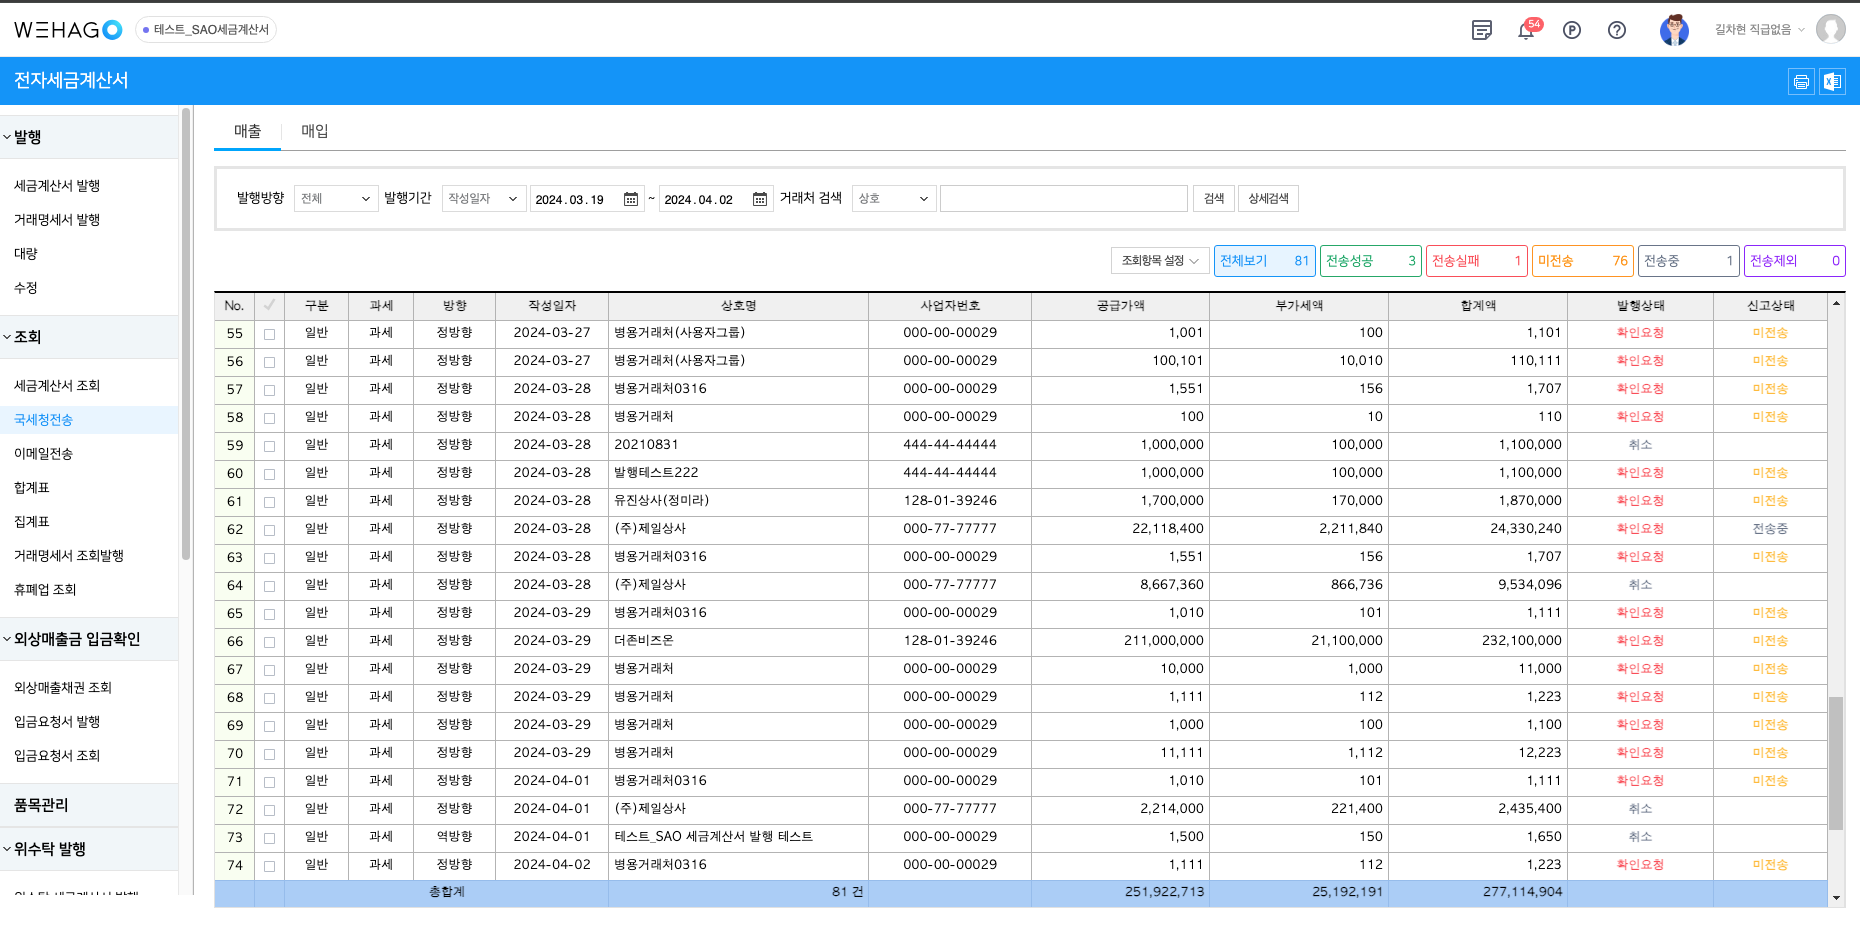 WEHAGO 테스트_SAO세금계산서 54 P ? 길차현 직급없음
전자세금계산서
발행
세금계산서 발행
거래명세서 발행
대량
수정
조회
세금계산서 조회
국세청전송
이메일전송
합계표
집계표
거래명세서 조회발행
휴폐업 조회
외상매출금 입금확인
외상매출채권 조회
입금요청서 발행
입금요청서 조회
품목관리
위수탁 발행
매출 매입
발행방향 전체 발행기간 작성일자 2024.03.19 ~ 2024.04.02 거래처 검색 상호 검색 상세검색
조회항목 설정 전체보기 81 전송성공 3 전송실패 1 미전송 76 전송중 1 전송제외 0
No. 구분 과세 방향 작성일자 상호명 사업자번호 공급가액 부가세액 합계액 발행상태 신고상태
55 일반 과세 정방향 2024-03-27 병용거래처(사용자그룹) 000-00-00029 1,001 100 1,101 확인요청 미전송
56 일반 과세 정방향 2024-03-27 병용거래처(사용자그룹) 000-00-00029 100,101 10,010 110,111 확인요청 미전송
57 일반 과세 정방향 2024-03-28 병용거래처0316 000-00-00029 1,551 156 1,707 확인요청 미전송
58 일반 과세 정방향 2024-03-28 병용거래처 000-00-00029 100 10 110 확인요청 미전송
59 일반 과세 정방향 2024-03-28 20210831 444-44-44444 1,000,000 100,000 1,100,000 취소
60 일반 과세 정방향 2024-03-28 발행테스트222 444-44-44444 1,000,000 100,000 1,100,000 확인요청 미전송
61 일반 과세 정방향 2024-03-28 유진상사(정미라) 128-01-39246 1,700,000 170,000 1,870,000 확인요청 미전송
62 일반 과세 정방향 2024-03-28 (주)제일상사 000-77-77777 22,118,400 2,211,840 24,330,240 확인요청 전송중
63 일반 과세 정방향 2024-03-28 병용거래처0316 000-00-00029 1,551 156 1,707 확인요청 미전송
64 일반 과세 정방향 2024-03-28 (주)제일상사 000-77-77777 8,667,360 866,736 9,534,096 취소
65 일반 과세 정방향 2024-03-29 병용거래처0316 000-00-00029 1,010 101 1,111 확인요청 미전송
66 일반 과세 정방향 2024-03-29 더존비즈온 128-01-39246 211,000,000 21,100,000 232,100,000 확인요청 미전송
67 일반 과세 정방향 2024-03-29 병용거래처 000-00-00029 10,000 1,000 11,000 확인요청 미전송
68 일반 과세 정방향 2024-03-29 병용거래처 000-00-00029 1,111 112 1,223 확인요청 미전송
69 일반 과세 정방향 2024-03-29 병용거래처 000-00-00029 1,000 100 1,100 확인요청 미전송
70 일반 과세 정방향 2024-03-29 병용거래처 000-00-00029 11,111 1,112 12,223 확인요청 미전송
71 일반 과세 정방향 2024-04-01 병용거래처0316 000-00-00029 1,010 101 1,111 확인요청 미전송
72 일반 과세 정방향 2024-04-01 (주)제일상사 000-77-77777 2,214,000 221,400 2,435,400 취소
73 일반 과세 역방향 2024-04-01 테스트_SAO 세금계산서 발행 테스트 000-00-00029 1,500 150 1,650 취소
74 일반 과세 정방향 2024-04-02 병용거래처0316 000-00-00029 1,111 112 1,223 확인요청 미전송
총합계 81 건 251,922,713 25,192,191 277,114,904